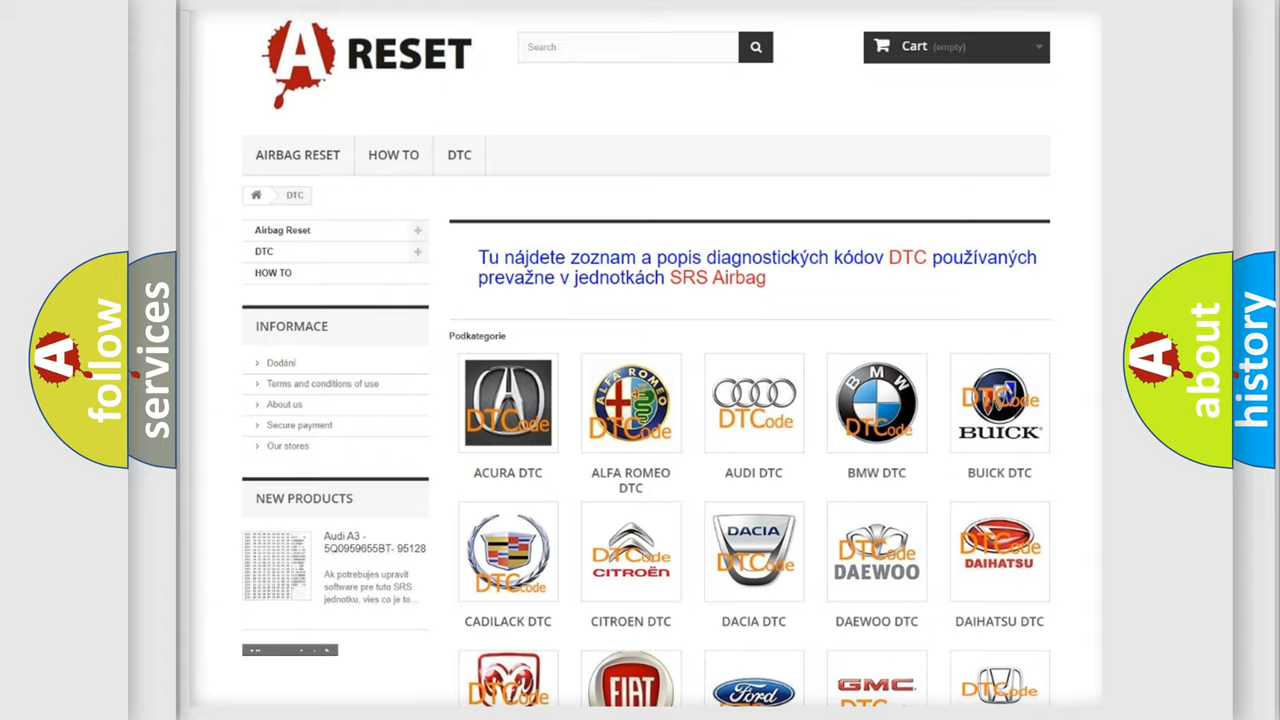 A RESET
Search
Cart (empty)
AIRBAG RESET
HOW TO
DTC
DTC
Airbag Reset
DTC
HOW TO
INFORMACE
Dodání
Terms and conditions of use
About us
Secure payment
Our stores
NEW PRODUCTS
Audi A3 -
5Q0959655BT- 95128
Ak potrebujes upravit
software pre tuto SRS
jednotku, vies co je to...
Tu nájdete zoznam a popis diagnostických kódov DTC používaných
prevažne v jednotkách SRS Airbag
Podkategorie
DTCode
ALFA ROMEO
DTCode
DTCode
BMW
DTCode
DTCode
BUICK
ACURA DTC
ALFA ROMEO
DTC
AUDI DTC
BMW DTC
BUICK DTC
DTCode
DTCode
CITROËN
DACIA
DTCode
DTCode
DAEWOO
DTCode
DAIHATSU
CADILACK DTC
CITROEN DTC
DACIA DTC
DAEWOO DTC
DAIHATSU DTC
DTCode
FIAT
Ford
GMC
DTCode
A follow
services
A about
history